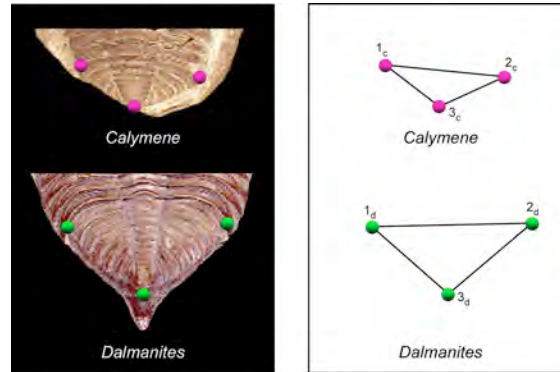 Calymene
Dalmanites
1c
2c
3c
Calymene
1d
2d
3d
Dalmanites